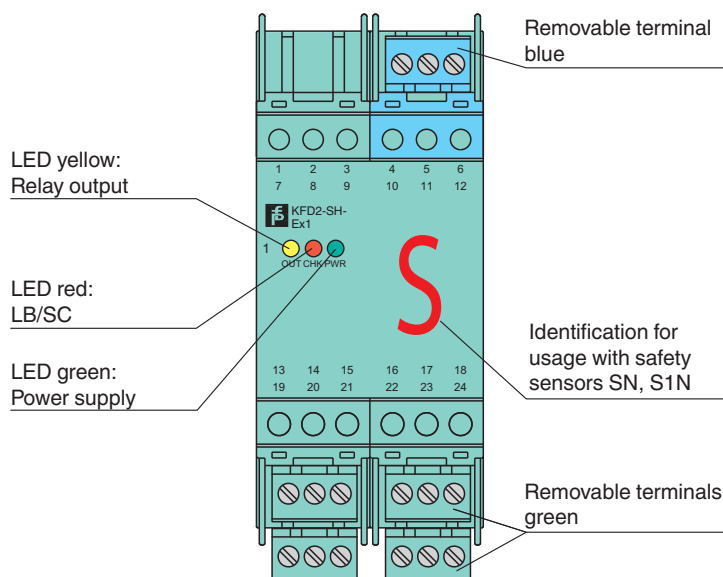 Removable terminal
blue
LED yellow:
Relay output
1 2 3 4 5 6
7 8 9 10 11 12
KFD2-SH-
Ex1
1
OUT CHK PWR
LED red:
LB/SC
Identification for
usage with safety
sensors SN, S1N
S
LED green:
Power supply
13 14 15 16 17 18
19 20 21 22 23 24
Removable terminals
green